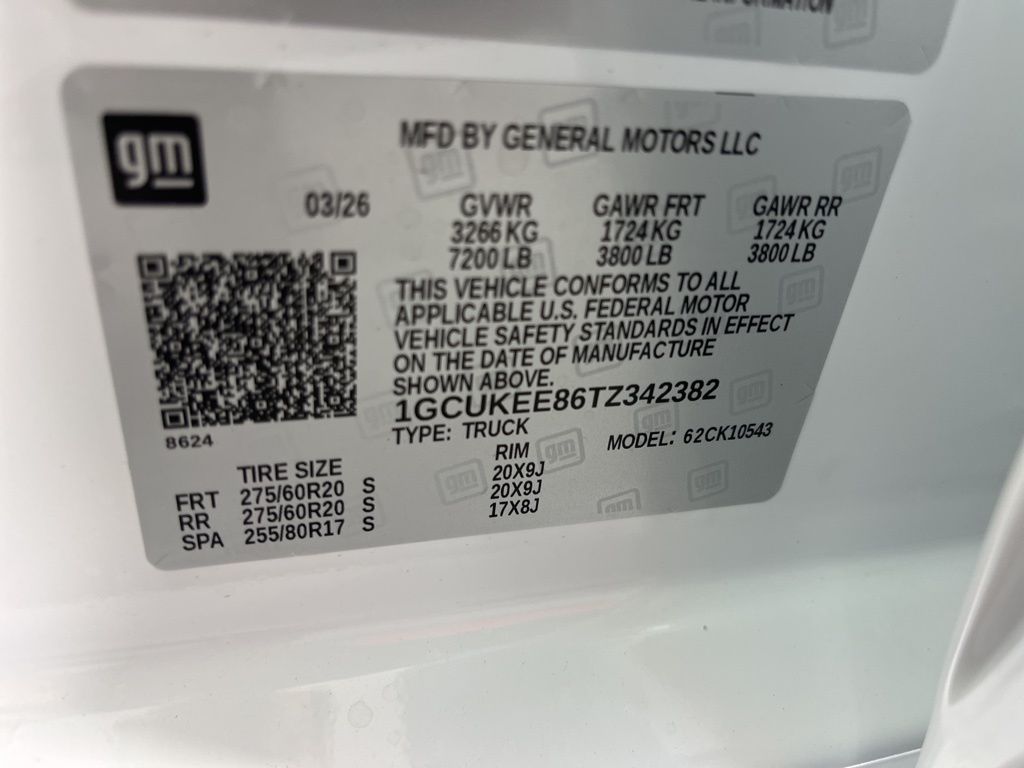 INFORMATION
gm
MFD BY GENERAL MOTORS LLC
03/26 GVWR GAWR FRT GAWR RR
3266 KG 1724 KG 1724 KG
7200 LB 3800 LB 3800 LB
THIS VEHICLE CONFORMS TO ALL
APPLICABLE U.S. FEDERAL MOTOR
VEHICLE SAFETY STANDARDS IN EFFECT
ON THE DATE OF MANUFACTURE
SHOWN ABOVE.
1GCUKEE86TZ342382
8624
TYPE: TRUCK MODEL: 62CK10543
TIRE SIZE RIM
FRT 275/60R20 S 20X9J
RR 275/60R20 S 20X9J
SPA 255/80R17 S 17X8J